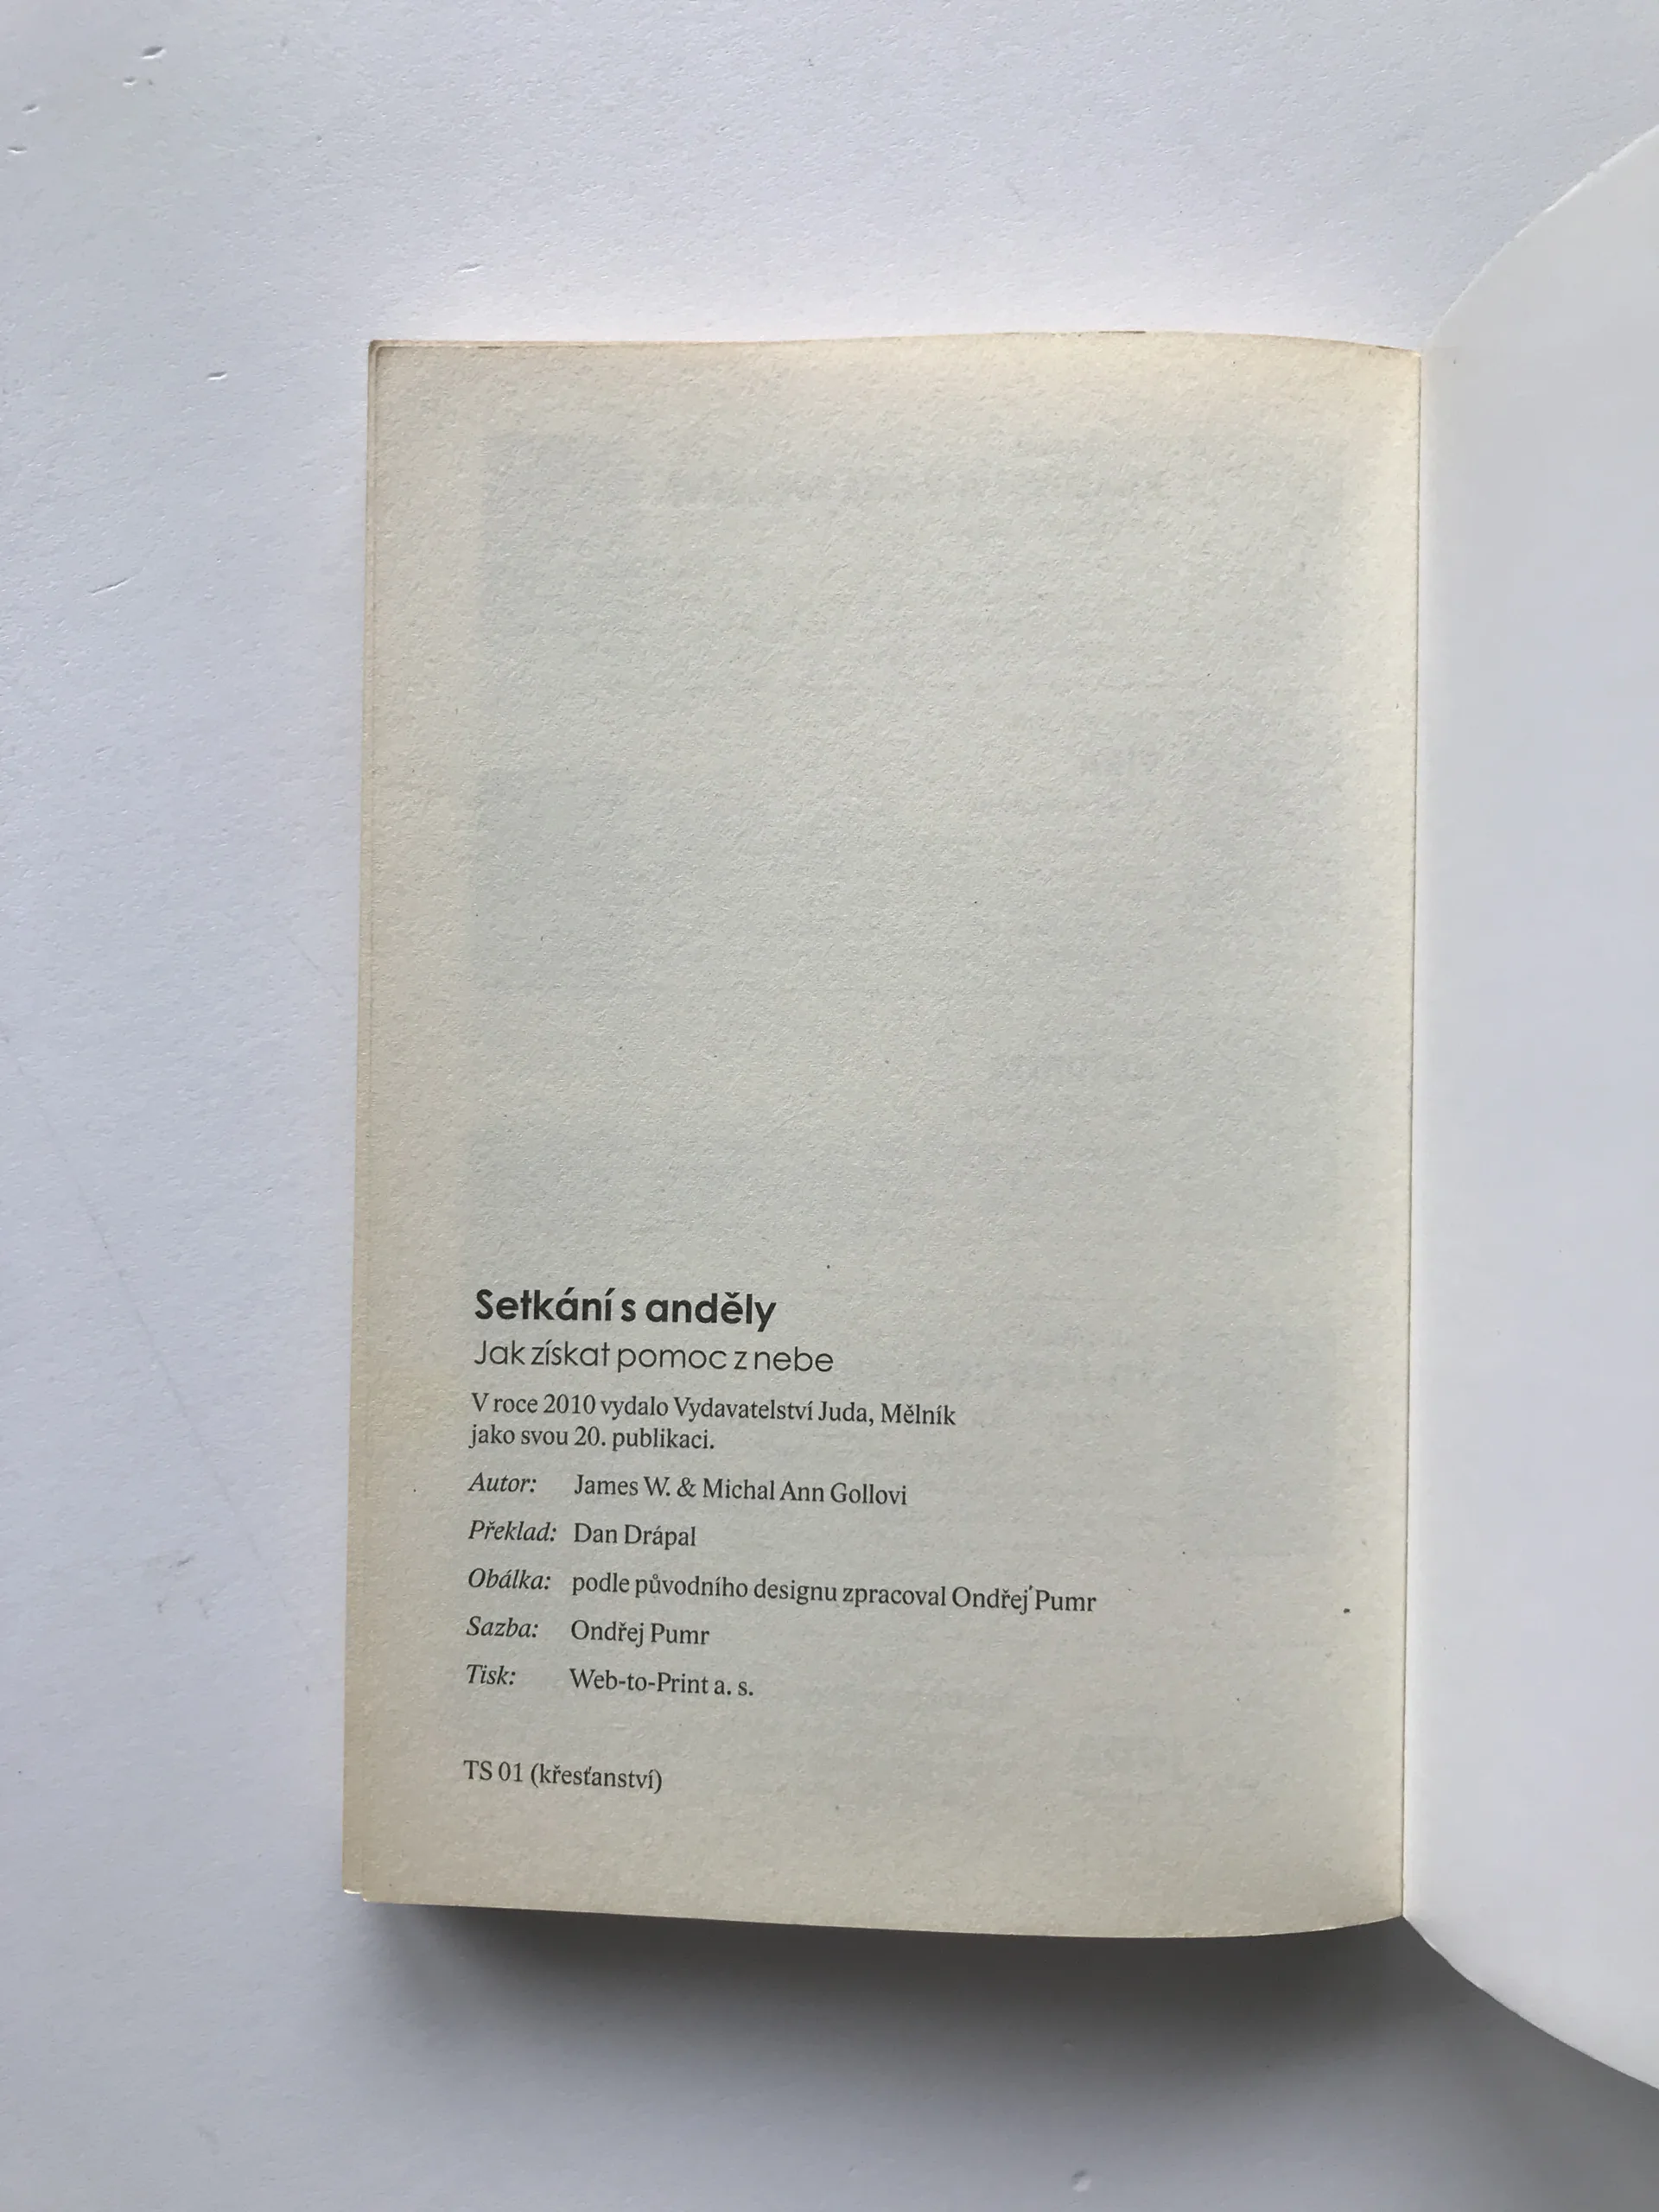 Setkání s anděly
Jak získat pomoc z nebe
V roce 2010 vydalo Vydavatelství Juda, Mělník
jako svou 20. publikaci.
Autor: James W. & Michal Ann Gollovi
Překlad: Dan Drápal
Obálka: podle původního designu zpracoval Ondřej Pumr
Sazba: Ondřej Pumr
Tisk: Web-to-Print a. s.
TS 01 (křesťanství)